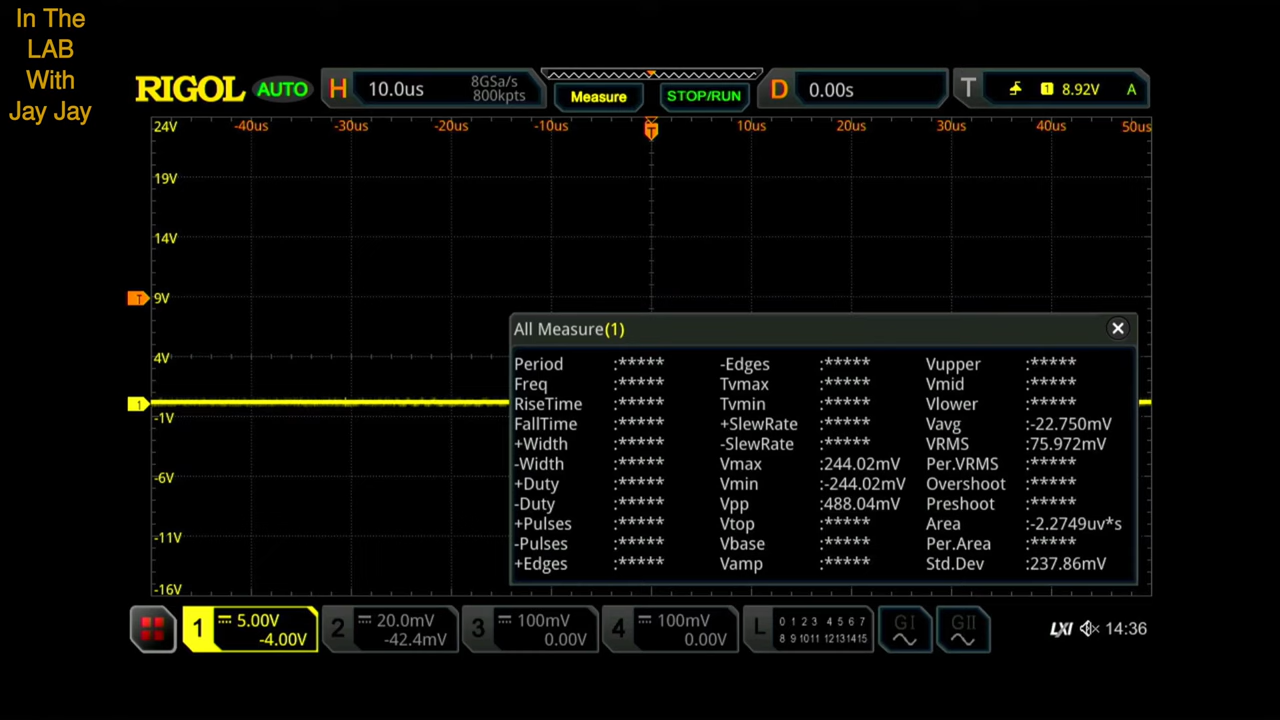 In The
LAB
With
Jay Jay
RIGOL AUTO H 10.0us 8GSa/s 800kpts Measure STOP/RUN D 0.00s T 1 8.92V A
24V -40us -30us -20us -10us T 10us 20us 30us 40us 50us
19V
14V
T 9V
4V
1
-1V
-6V
-11V
-16V
All Measure(1)
Period :***** -Edges :***** Vupper :*****
Freq :***** Tvmax :***** Vmid :*****
RiseTime :***** Tvmin :***** Vlower :*****
FallTime :***** +SlewRate :***** Vavg :-22.750mV
+Width :***** -SlewRate :***** VRMS :75.972mV
-Width :***** Vmax :244.02mV Per.VRMS :*****
+Duty :***** Vmin :-244.02mV Overshoot :*****
-Duty :***** Vpp :488.04mV Preshoot :*****
+Pulses :***** Vtop :***** Area :-2.2749uv*s
-Pulses :***** Vbase :***** Per.Area :*****
+Edges :***** Vamp :***** Std.Dev :237.86mV
1 5.00V -4.00V 2 20.0mV -42.4mV 3 100mV 0.00V 4 100mV 0.00V L 0 1 2 3 4 5 6 7 8 9 10 11 12 13 14 15 GI GII LXI 14:36